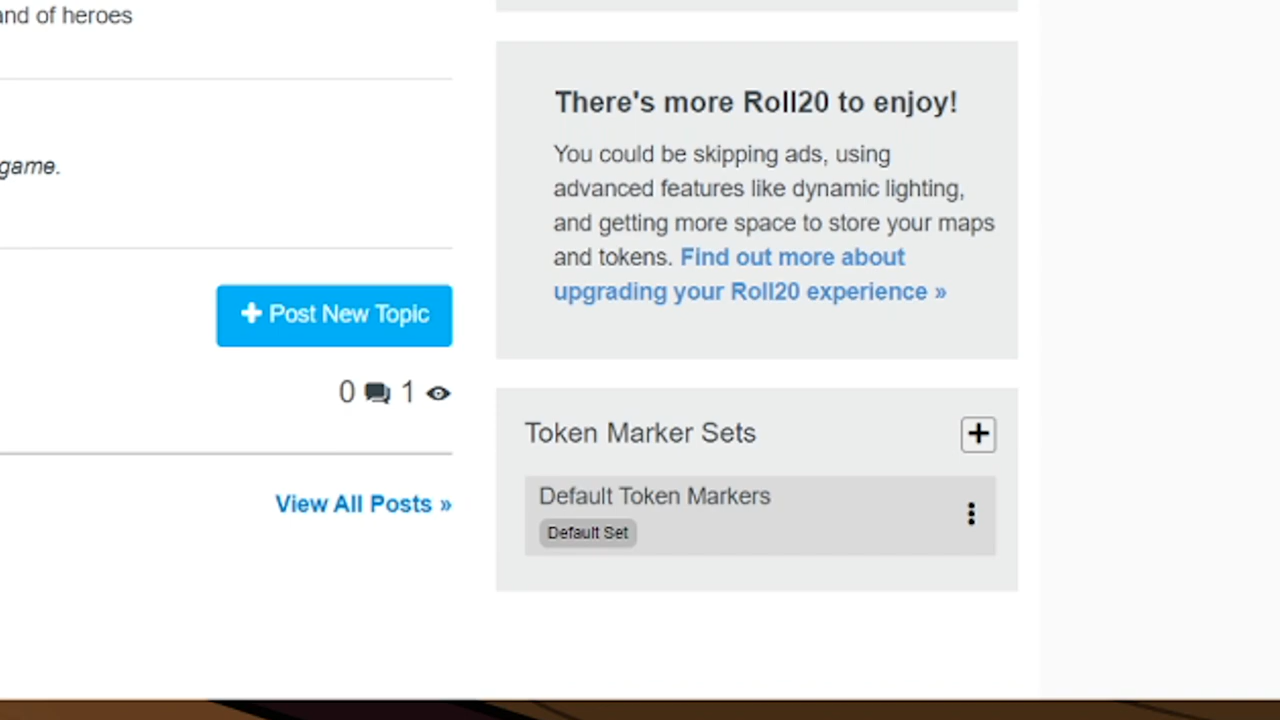 and of heroes
game.
Post New Topic
0 1
View All Posts »
There's more Roll20 to enjoy!
You could be skipping ads, using
advanced features like dynamic lighting,
and getting more space to store your maps
and tokens. Find out more about
upgrading your Roll20 experience »
Token Marker Sets
Default Token Markers
Default Set